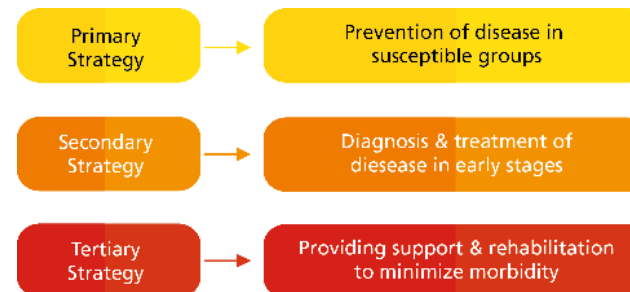 Primary
Strategy
Prevention of disease in
susceptible groups
Secondary
Strategy
Diagnosis & treatment of
diesease in early stages
Tertiary
Strategy
Providing support & rehabilitation
to minimize morbidity